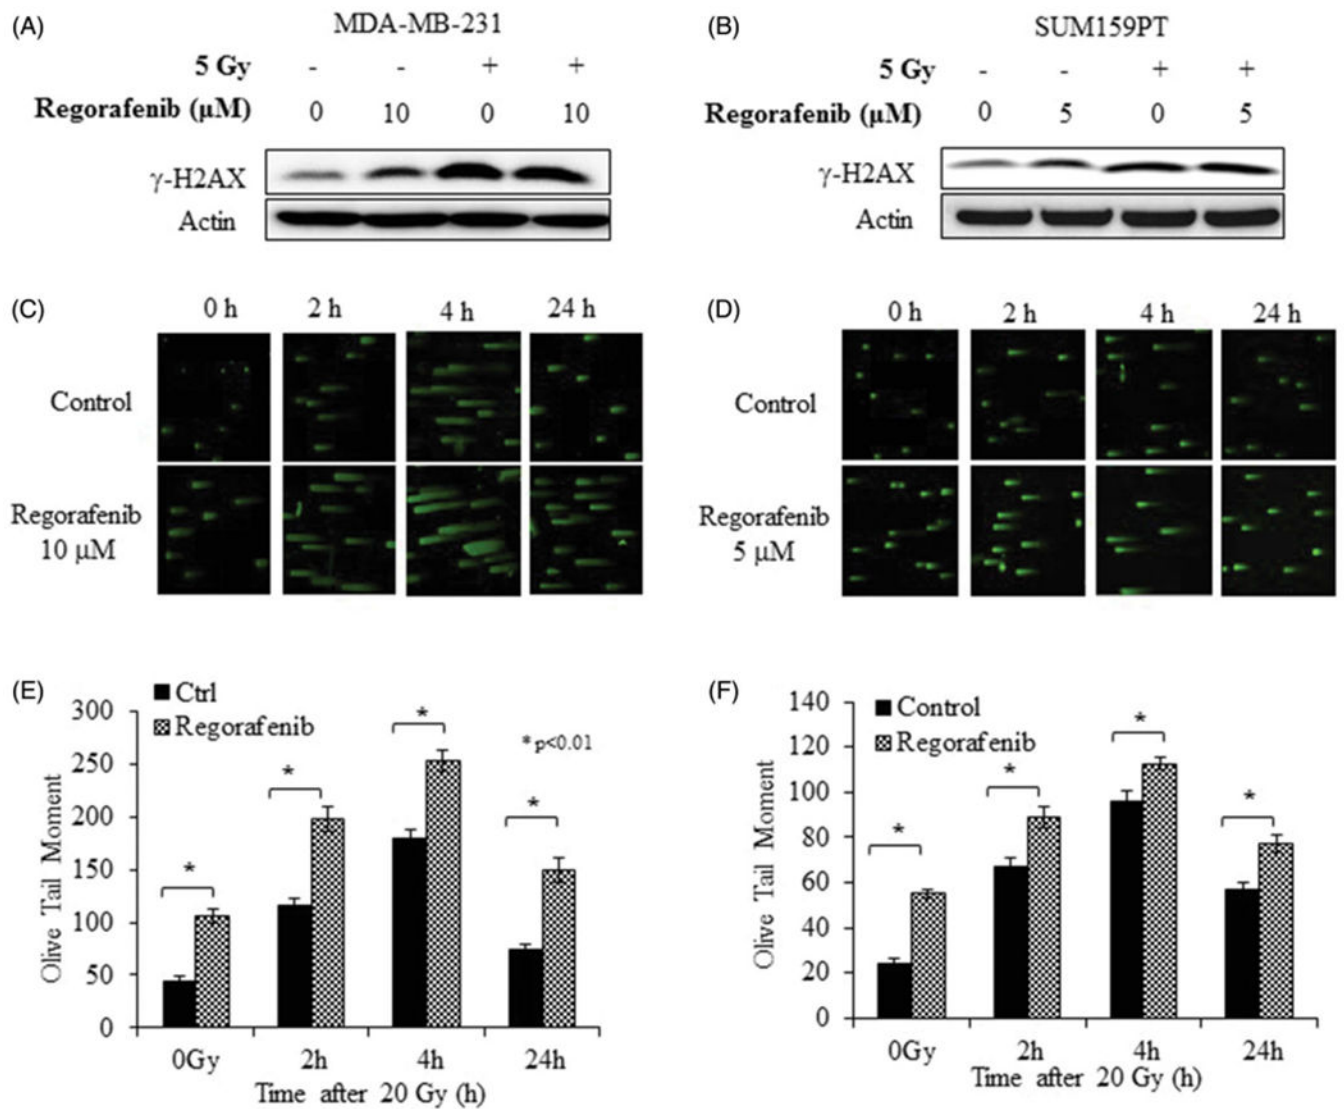 (A)
MDA-MB-231
5 Gy - - + +
Regorafenib (μM) 0 10 0 10
γ-H2AX
Actin
(B)
SUM159PT
5 Gy - - + +
Regorafenib (μM) 0 5 0 5
γ-H2AX
Actin
(C)
0 h 2 h 4 h 24 h
Control
Regorafenib
10 μM
(D)
0 h 2 h 4 h 24 h
Control
Regorafenib
5 μM
(E)
Ctrl
Regorafenib
Olive Tail Moment
300
250
200
150
100
50
0
* * * *
* p<0.01
0Gy 2h 4h 24h
Time after 20 Gy (h)
(F)
Control
Regorafenib
Olive Tail Moment
140
120
100
80
60
40
20
0
* * * *
0Gy 2h 4h 24h
Time after 20 Gy (h)